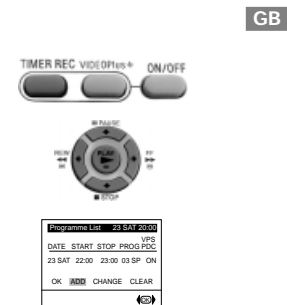 GB
TIMER REC VIDEOPlus+ ON/OFF
PAUSE
REW PLAY FF
STOP
Programme List 23 SAT 20:00
VPS
DATE START STOP PROG PDC
23 SAT 22:00 23:00 03 SP ON
OK ADD CHANGE CLEAR